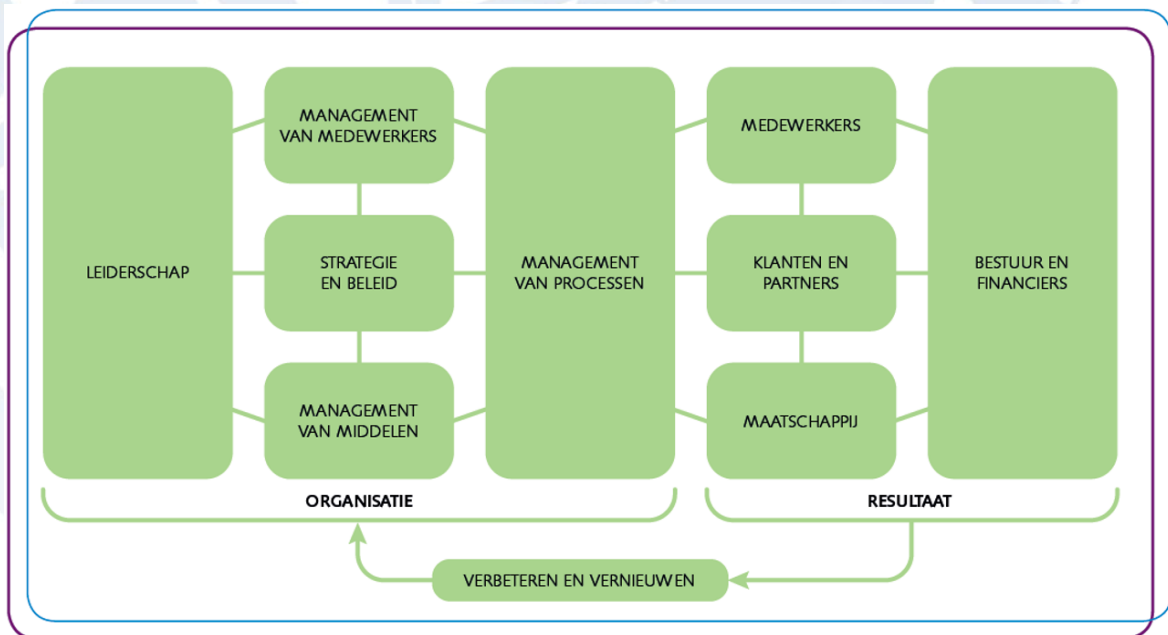 LEIDERSCHAP
MANAGEMENT
VAN MEDEWERKERS
STRATEGIE
EN BELEID
MANAGEMENT
VAN MIDDELEN
MANAGEMENT
VAN PROCESSEN
MEDEWERKERS
KLANTEN EN
PARTNERS
MAATSCHAPPIJ
BESTUUR EN
FINANCIERS
ORGANISATIE
RESULTAAT
VERBETEREN EN VERNIEUWEN